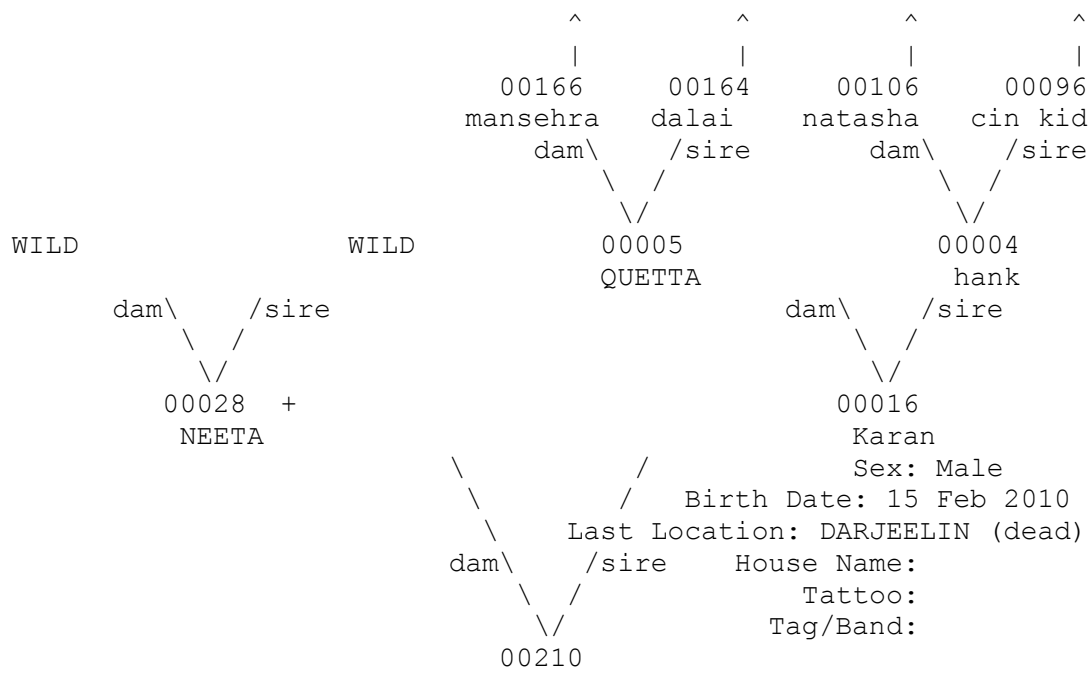 ^ ^ ^ ^
| | | |
00166 00164 00106 00096
mansehra dalai natasha cin kid
dam\ /sire dam\ /sire
\ / \ /
\/ \/
WILD WILD 00005 00004
QUETTA hank
dam\ /sire dam\ /sire
\ / \ /
\/ \/
00028 + 00016
NEETA Karan
\ / Sex: Male
\ / Birth Date: 15 Feb 2010
\ Last Location: DARJEELIN (dead)
dam\ /sire House Name:
\ / Tattoo:
\/ Tag/Band:
00210